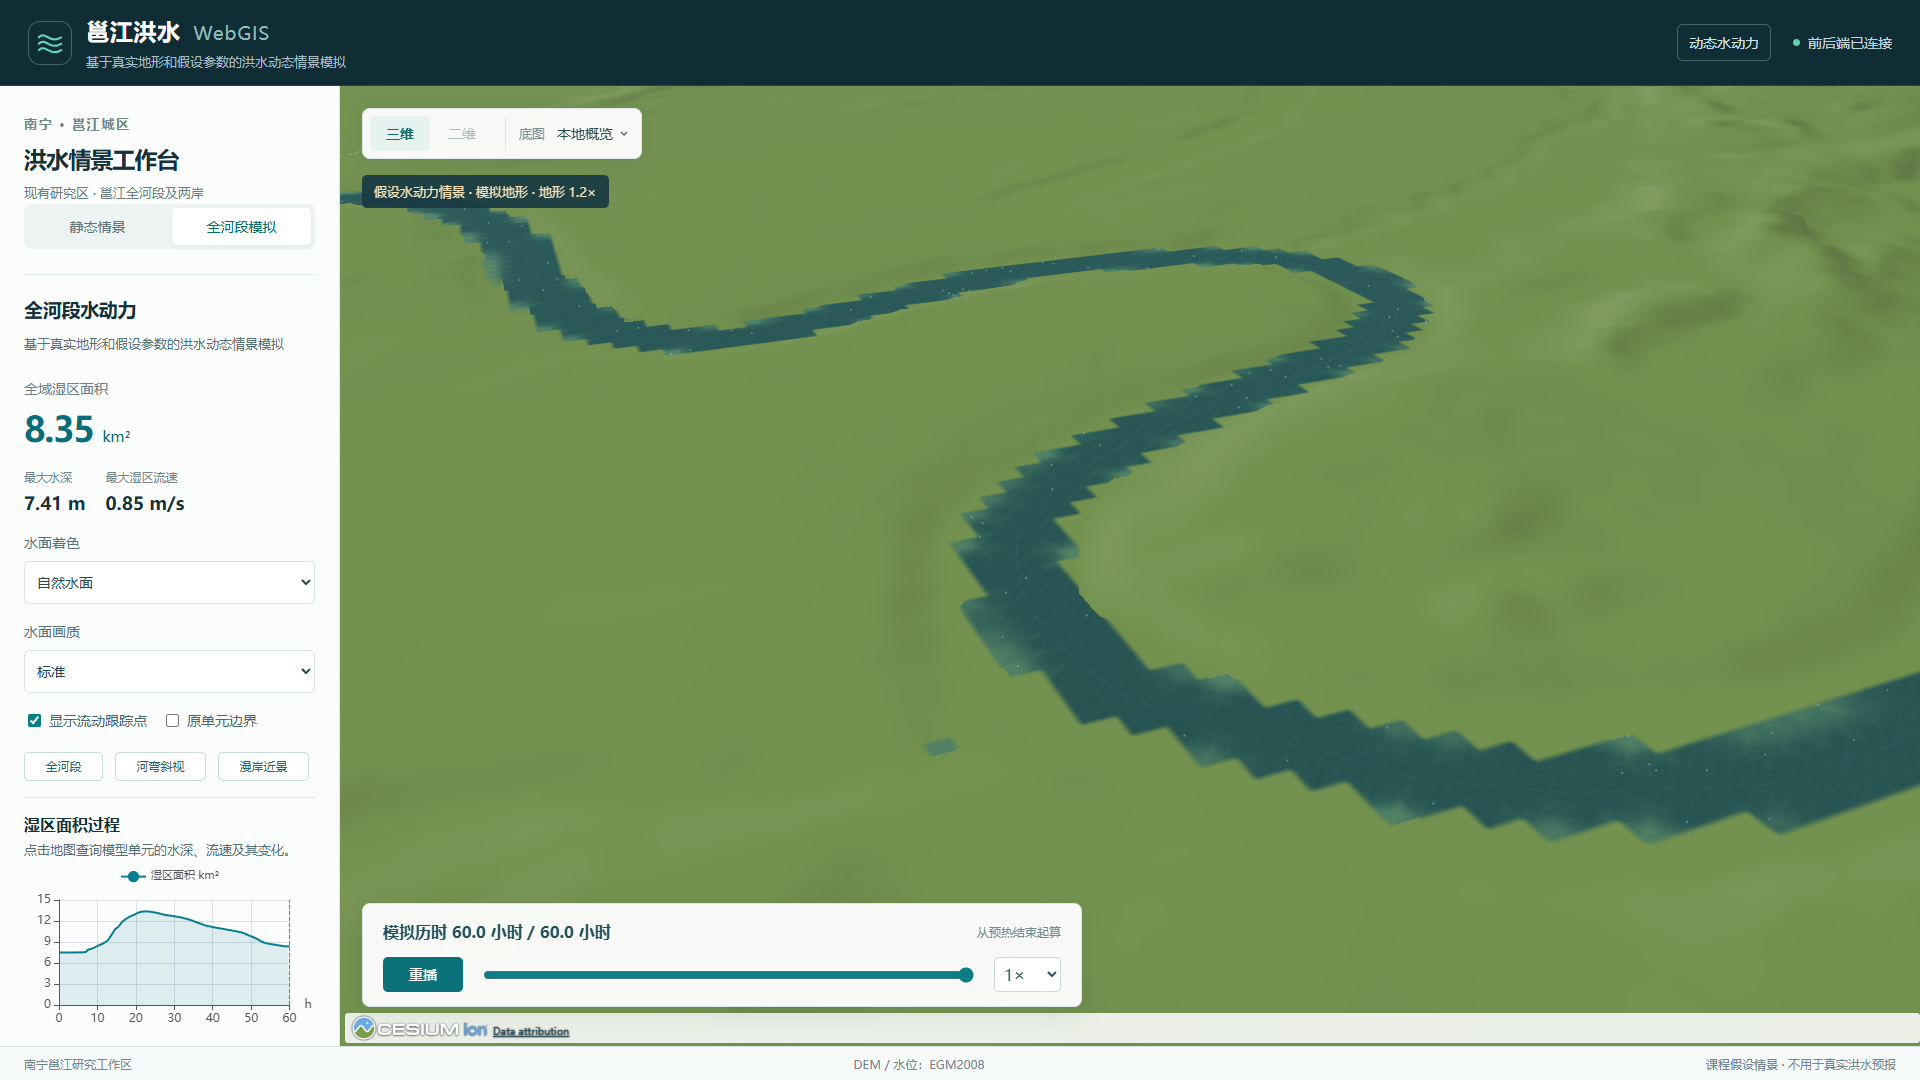 邕江洪水 WebGIS
基于真实地形和假设参数的洪水动态情景模拟
动态水动力
前后端已连接
南宁 • 邕江城区
洪水情景工作台
现有研究区 · 邕江全河段及两岸
静态情景
全河段模拟
全河段水动力
基于真实地形和假设参数的洪水动态情景模拟
全域湿区面积
8.35 km²
最大水深
最大湿区流速
7.41 m
0.85 m/s
水面着色
自然水面
水面画质
标准
显示流动跟踪点
原单元边界
全河段
河弯斜视
漫岸近景
湿区面积过程
点击地图查询模型单元的水深、流速及其变化。
湿区面积 km²
15
12
9
6
3
0
0 10 20 30 40 50 60
h
三维
二维
底图
本地概览
假设水动力情景 · 模拟地形 · 地形 1.2×
模拟历时 60.0 小时 / 60.0 小时
从预热结束起算
重播
1×
CESIUM ion
Data attribution
南宁邕江研究工作区
DEM / 水位：EGM2008
课程假设情景 · 不用于真实洪水预报